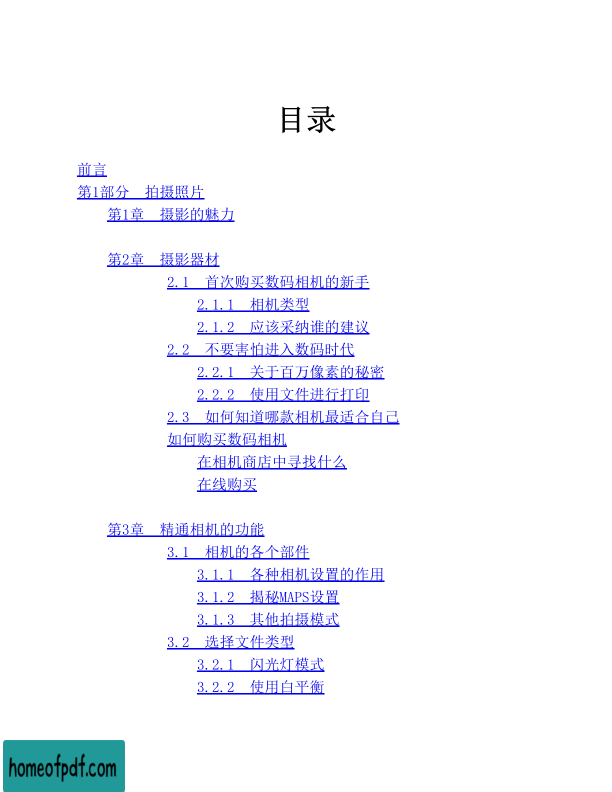 目录
前言
第1部分　拍摄照片
第1章　摄影的魅力
第2章　摄影器材
2.1　首次购买数码相机的新手
2.1.1　相机类型
2.1.2　应该采纳谁的建议
2.2　不要害怕进入数码时代
2.2.1　关于百万像素的秘密
2.2.2　使用文件进行打印
2.3　如何知道哪款相机最适合自己
如何购买数码相机
在相机商店中寻找什么
在线购买
第3章　精通相机的功能
3.1　相机的各个部件
3.1.1　各种相机设置的作用
3.1.2　揭秘MAPS设置
3.1.3　其他拍摄模式
3.2　选择文件类型
3.2.1　闪光灯模式
3.2.2　使用白平衡
homeofpdf.com